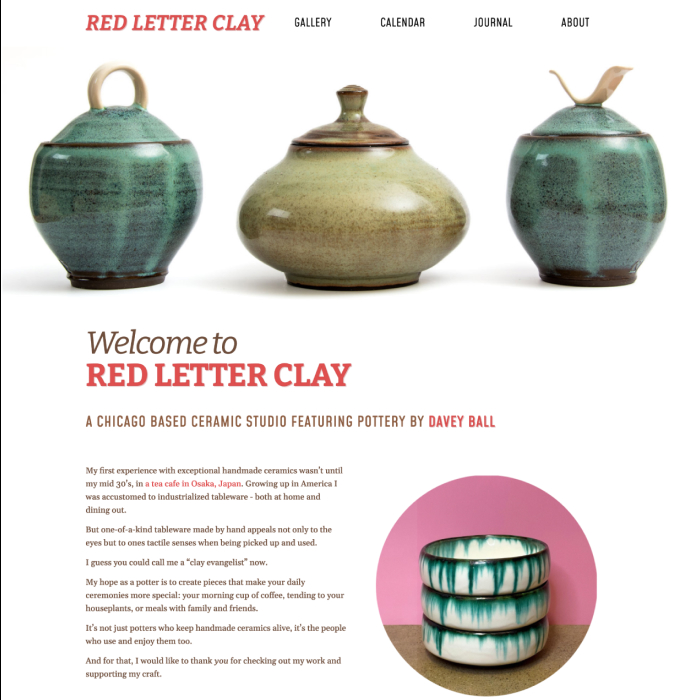 RED LETTER CLAY GALLERY CALENDAR JOURNAL ABOUT
Welcome to
RED LETTER CLAY
A CHICAGO BASED CERAMIC STUDIO FEATURING POTTERY BY DAVEY BALL
My first experience with exceptional handmade ceramics wasn't until
my mid 30's, in a tea cafe in Osaka, Japan. Growing up in America I
was accustomed to industrialized tableware - both at home and
dining out.
But one-of-a-kind tableware made by hand appeals not only to the
eyes but to ones tactile senses when being picked up and used.
I guess you could call me a “clay evangelist” now.
My hope as a potter is to create pieces that make your daily
ceremonies more special: your morning cup of coffee, tending to your
houseplants, or meals with family and friends.
It's not just potters who keep handmade ceramics alive, it's the people
who use and enjoy them too.
And for that, I would like to thank you for checking out my work and
supporting my craft.